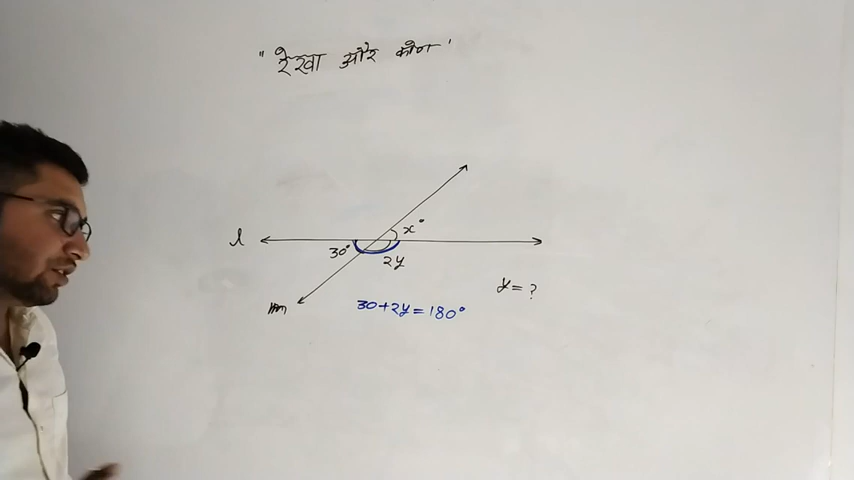 " रेखा और कोण "
x°
l
30°
2y
y = ?
m
30+2y=180°